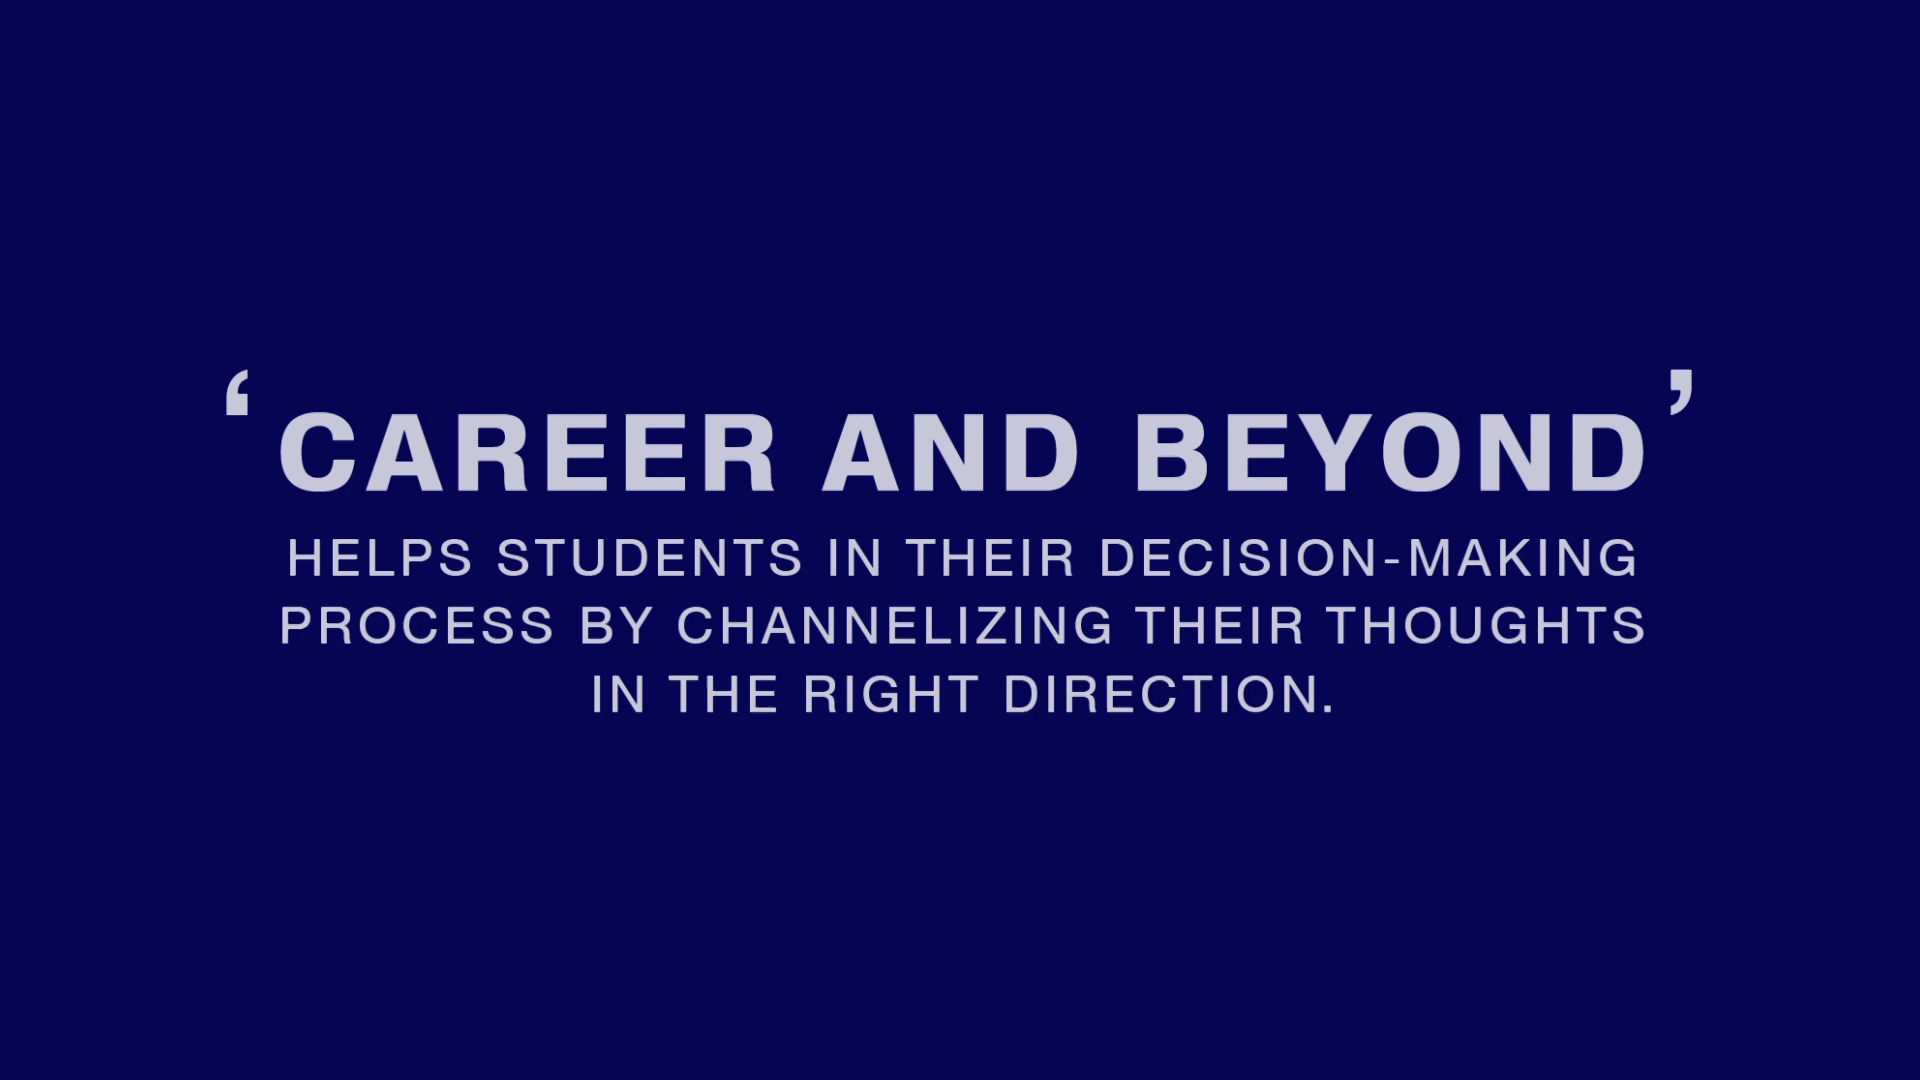 ‘CAREER AND BEYOND’
HELPS STUDENTS IN THEIR DECISION-MAKING
PROCESS BY CHANNELIZING THEIR THOUGHTS
IN THE RIGHT DIRECTION.